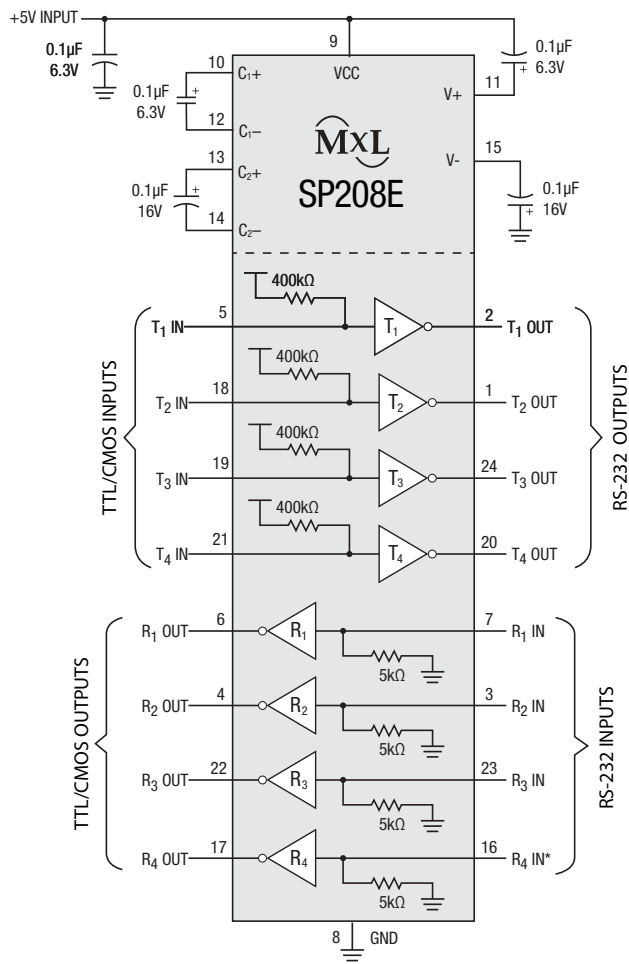 +5V INPUT
0.1µF
6.3V
9
VCC
0.1µF
6.3V
+
10
C1+
0.1µF
6.3V
+
12
C1–
11
V+
MXL
SP208E
13
C2+
0.1µF
16V
+
14
C2–
15
V-
0.1µF
16V
+
TTL/CMOS INPUTS
T1 IN
5
400kΩ
T1
2
T1 OUT
T2 IN
18
400kΩ
T2
1
T2 OUT
T3 IN
19
400kΩ
T3
24
T3 OUT
T4 IN
21
400kΩ
T4
20
T4 OUT
RS-232 OUTPUTS
TTL/CMOS OUTPUTS
R1 OUT
6
R1
5kΩ
7
R1 IN
R2 OUT
4
R2
5kΩ
3
R2 IN
R3 OUT
22
R3
5kΩ
23
R3 IN
R4 OUT
17
R4
5kΩ
16
R4 IN*
RS-232 INPUTS
8
GND